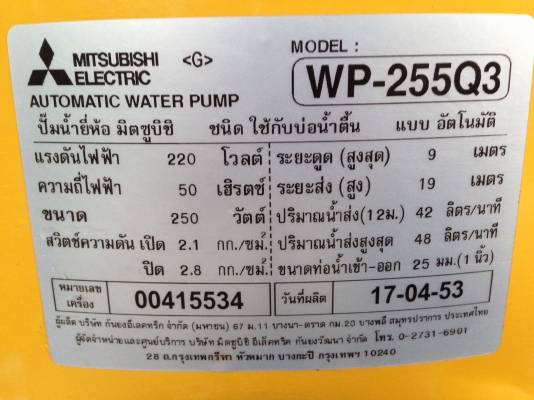 MITSUBISHI ELECTRIC <G> MODEL : WP-255Q3
AUTOMATIC WATER PUMP
ปั๊มน้ำยี่ห้อ มิตซูบิชิ ชนิด ใช้กับบ่อน้ำตื้น แบบ อัตโนมัติ
แรงดันไฟฟ้า 220 โวลต์ ระยะดูด (สูงสุด) 9 เมตร
ความถี่ไฟฟ้า 50 เฮิรตซ์ ระยะส่ง (สูง) 19 เมตร
ขนาด 250 วัตต์ ปริมาณน้ำส่ง(12ม.) 42 ลิตร/นาที
สวิตช์ความดัน เปิด 2.1 กก./ซม.² ปริมาณน้ำส่งสูงสุด 48 ลิตร/นาที
ปิด 2.8 กก./ซม.² ขนาดท่อน้ำเข้า-ออก 25 มม.(1 นิ้ว)
หมายเลขเครื่อง 00415534 วันที่ผลิต 17-04-53
ผู้ผลิต บริษัท กันยงอีเลคทริก จำกัด (มหาชน) 67 ม.11 บางนา-ตราด กม.20 บางพลี สมุทรปราการ ประเทศไทย
ผู้จัดจำหน่ายและศูนย์บริการ บริษัท มิตซูบิชิ อีเล็คทริค กันยงวัฒนา จำกัด โทร. 0-2731-6901
28 ถ.กรุงเทพกรีฑา หัวหมาก บางกะปิ กรุงเทพฯ 10240